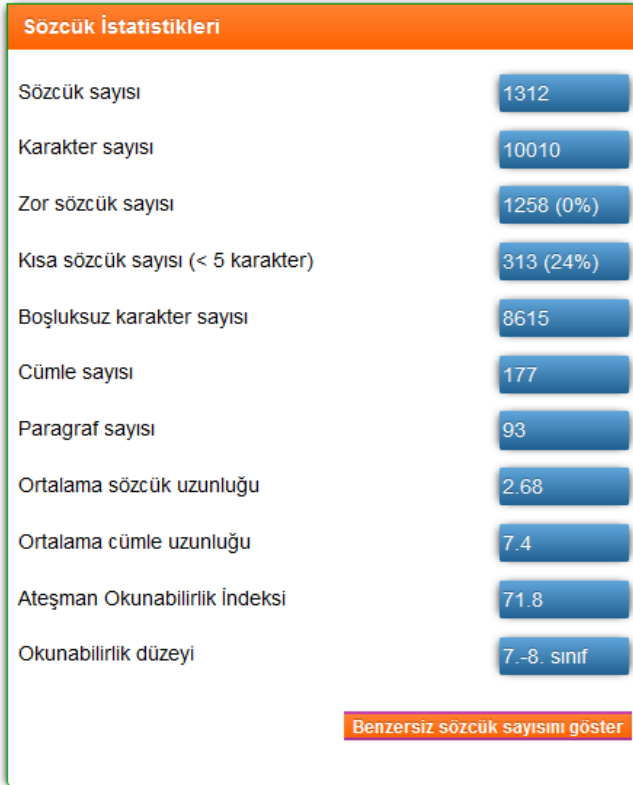 Sözcük İstatistikleri
Sözcük sayısı 1312
Karakter sayısı 10010
Zor sözcük sayısı 1258 (0%)
Kısa sözcük sayısı (< 5 karakter) 313 (24%)
Boşluksuz karakter sayısı 8615
Cümle sayısı 177
Paragraf sayısı 93
Ortalama sözcük uzunluğu 2.68
Ortalama cümle uzunluğu 7.4
Ateşman Okunabilirlik İndeksi 71.8
Okunabilirlik düzeyi 7.-8. sınıf
Benzersiz sözcük sayısını göster